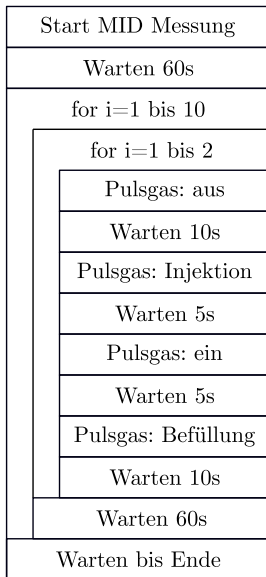 Start MID Messung
Warten 60s
for i=1 bis 10
for i=1 bis 2
Pulsgas: aus
Warten 10s
Pulsgas: Injektion
Warten 5s
Pulsgas: ein
Warten 5s
Pulsgas: Befüllung
Warten 10s
Warten 60s
Warten bis Ende